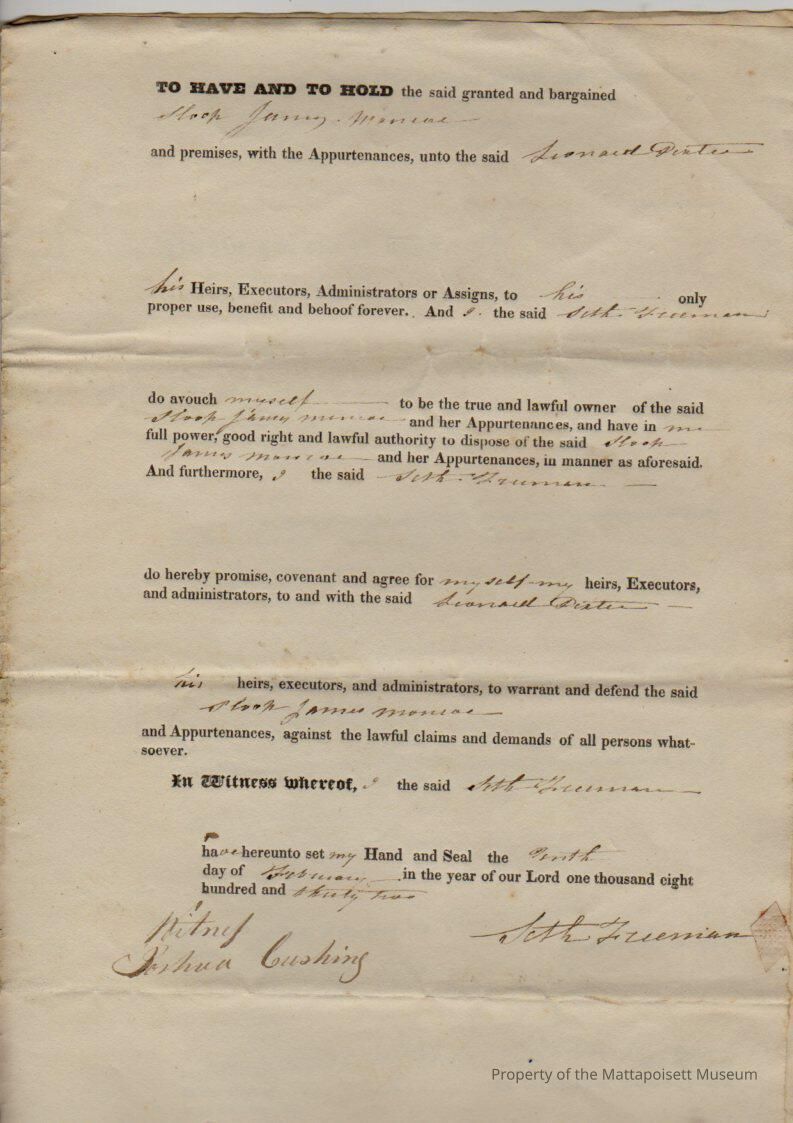 TO HAVE AND TO HOLD the said granted and bargained
Sloop James Monroe
and premises, with the Appurtenances, unto the said Leonard Dexter
his Heirs, Executors, Administrators or Assigns, to his only
proper use, benefit and behoof forever. And I the said Seth Freeman
do avouch myself to be the true and lawful owner of the said
Sloop James Monroe and her Appurtenances, and have in me
full power, good right and lawful authority to dispose of the said Sloop
James Monroe and her Appurtenances, in manner as aforesaid.
And furthermore, I the said Seth Freeman
do hereby promise, covenant and agree for myself my heirs, Executors,
and administrators, to and with the said Leonard Dexter
his heirs, executors, and administrators, to warrant and defend the said
Sloop James Monroe
and Appurtenances, against the lawful claims and demands of all persons what-
soever.
In Witness whereof, I the said Seth Freeman
have hereunto set my Hand and Seal the Tenth
day of February in the year of our Lord one thousand eight
hundred and thirty two
Witness
Joshua Cushing
Seth Freeman
Property of the Mattapoisett Museum